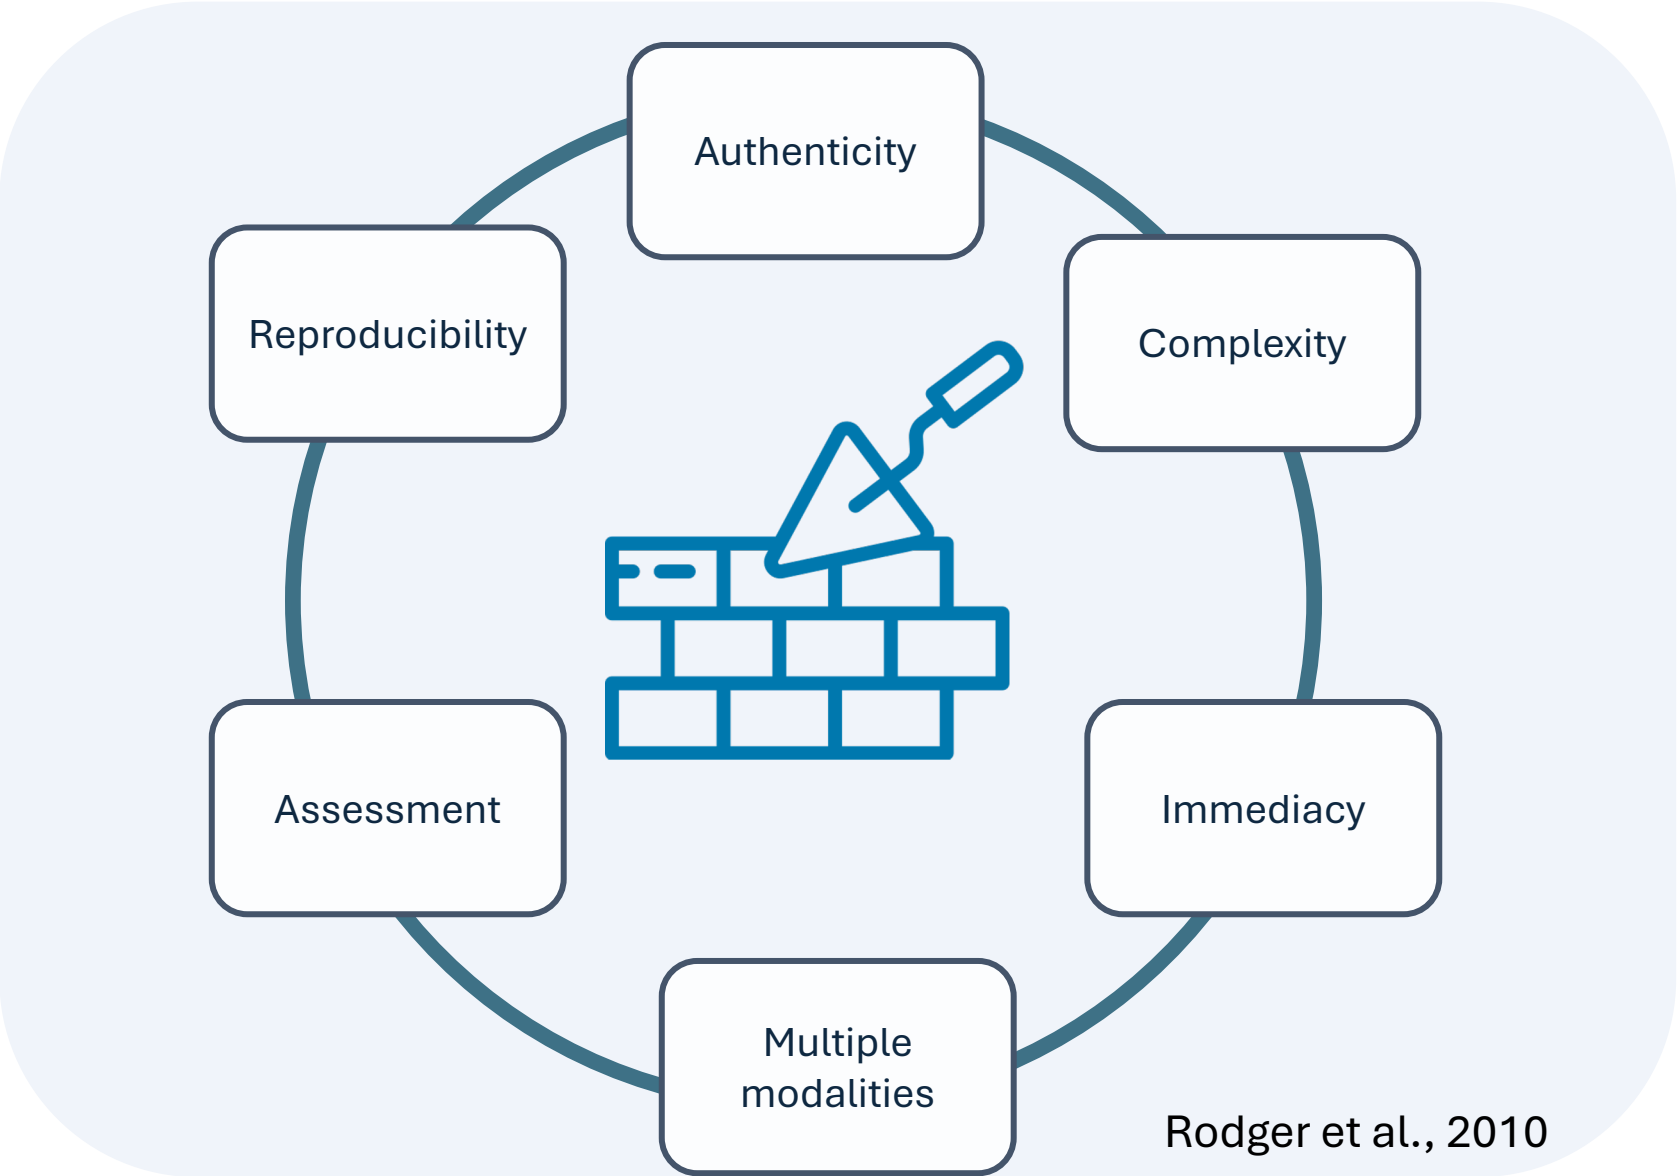 Authenticity
Reproducibility
Complexity
Assessment
Immediacy
Multiple
modalities
Rodger et al., 2010